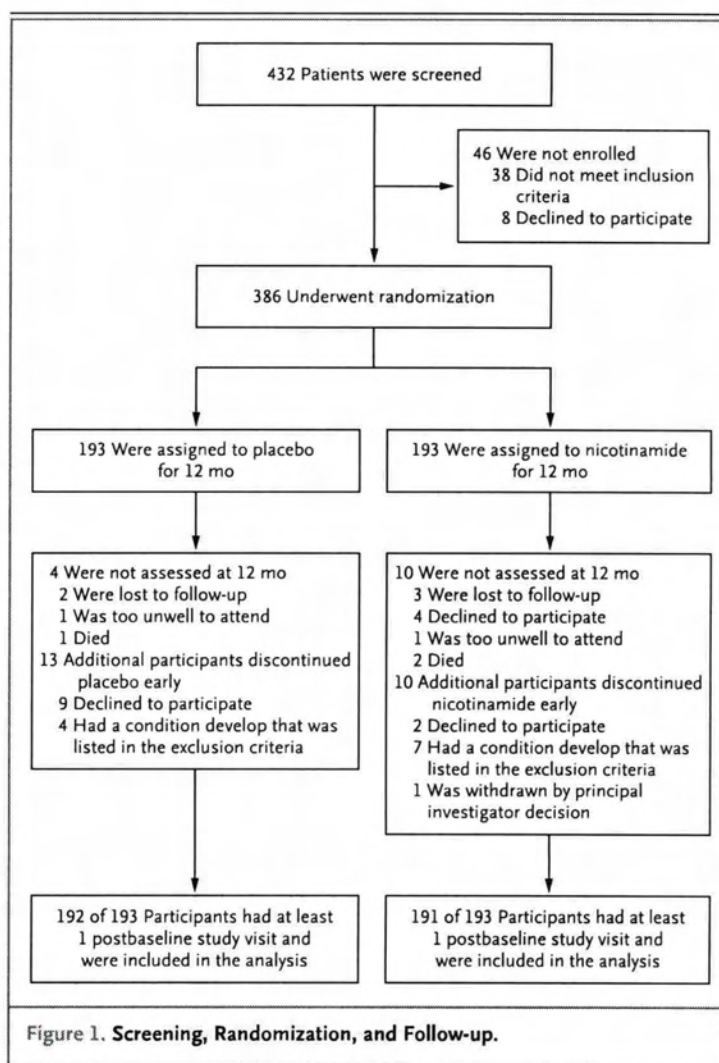 432 Patients were screened
46 Were not enrolled
38 Did not meet inclusion
criteria
8 Declined to participate
386 Underwent randomization
193 Were assigned to placebo
for 12 mo
193 Were assigned to nicotinamide
for 12 mo
4 Were not assessed at 12 mo
2 Were lost to follow-up
1 Was too unwell to attend
1 Died
13 Additional participants discontinued
placebo early
9 Declined to participate
4 Had a condition develop that was
listed in the exclusion criteria
10 Were not assessed at 12 mo
3 Were lost to follow-up
4 Declined to participate
1 Was too unwell to attend
2 Died
10 Additional participants discontinued
nicotinamide early
2 Declined to participate
7 Had a condition develop that was
listed in the exclusion criteria
1 Was withdrawn by principal
investigator decision
192 of 193 Participants had at least
1 postbaseline study visit and
were included in the analysis
191 of 193 Participants had at least
1 postbaseline study visit and
were included in the analysis
Figure 1. Screening, Randomization, and Follow-up.